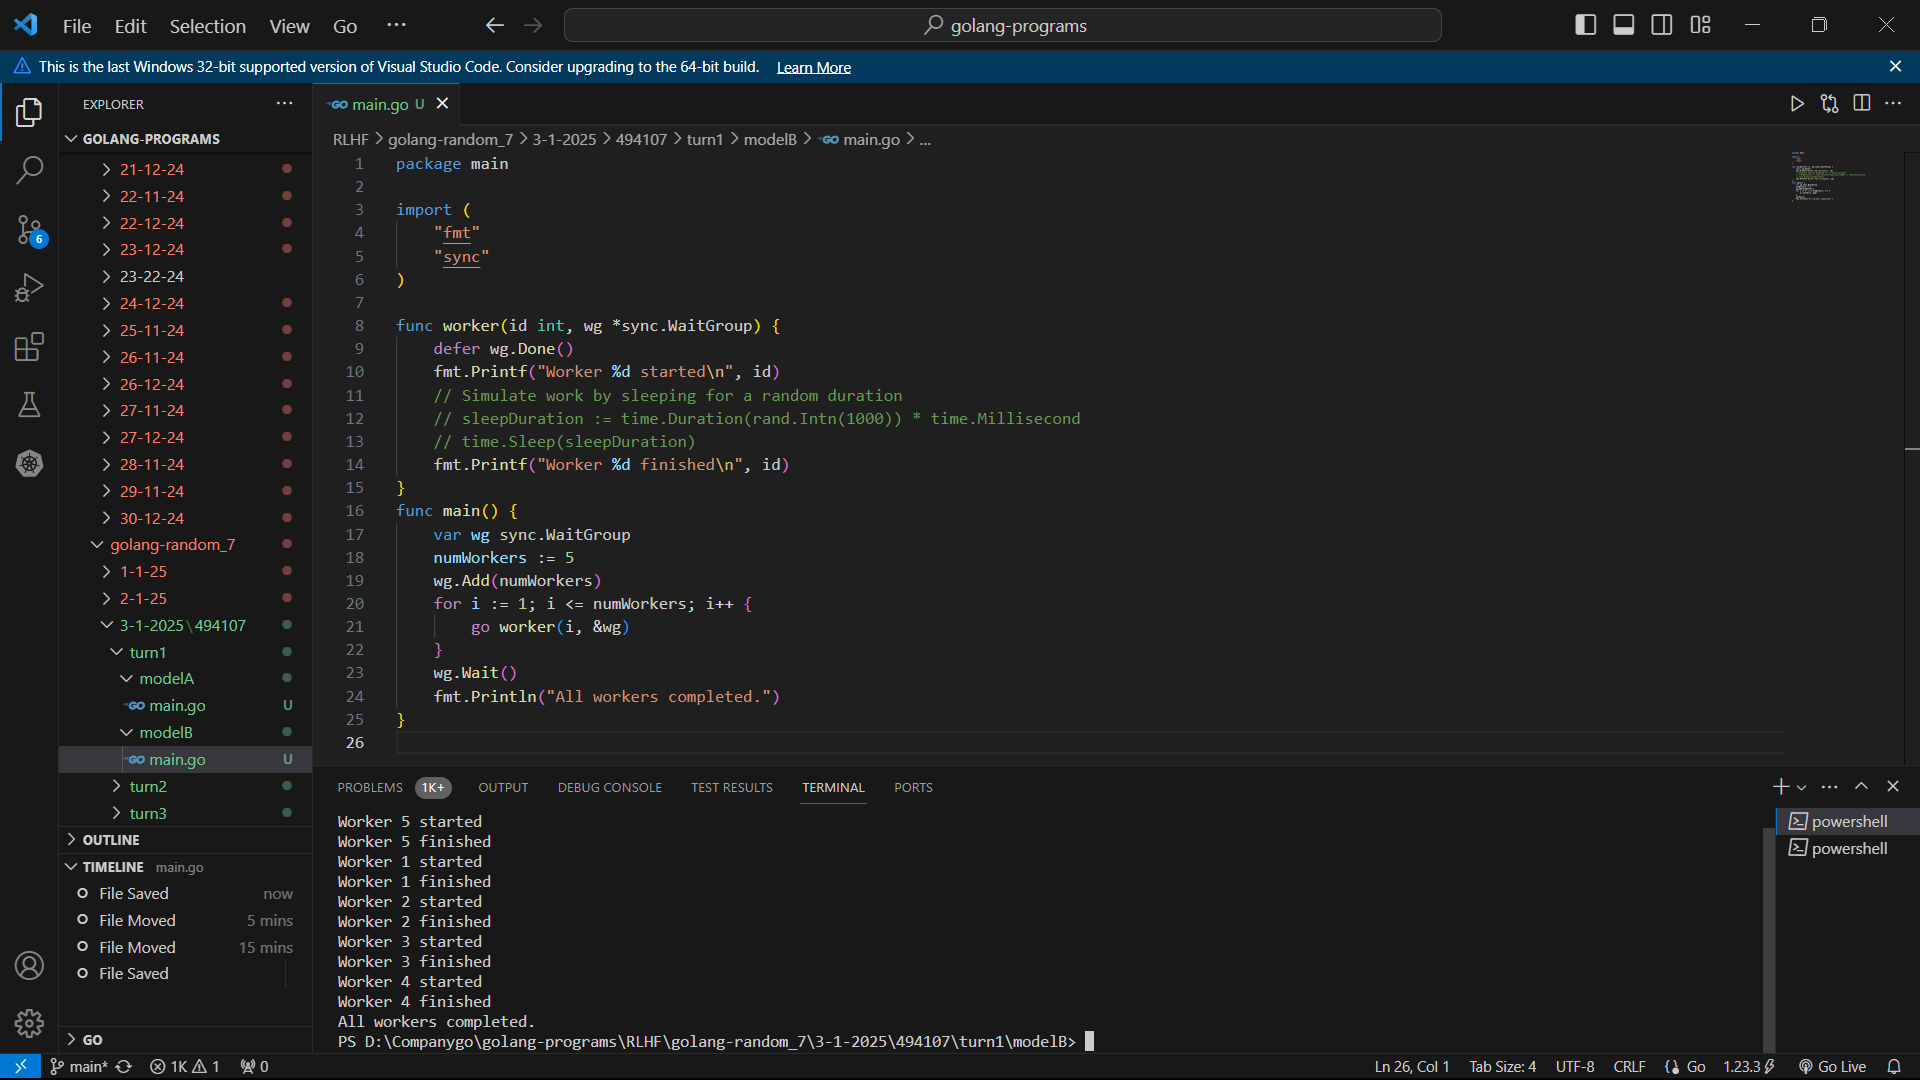 File Edit Selection View Go ··· golang-programs
This is the last Windows 32-bit supported version of Visual Studio Code. Consider upgrading to the 64-bit build. Learn More
EXPLORER
GOLANG-PROGRAMS
21-12-24
22-11-24
22-12-24
23-12-24
23-22-24
24-12-24
25-11-24
26-11-24
26-12-24
27-11-24
27-12-24
28-11-24
29-11-24
30-12-24
golang-random_7
1-1-25
2-1-25
3-1-2025\494107
turn1
modelA
main.go U
modelB
main.go U
turn2
turn3
OUTLINE
TIMELINE main.go
File Saved now
File Moved 5 mins
File Moved 15 mins
File Saved
GO
6
GO main.go U
RLHF > golang-random_7 > 3-1-2025 > 494107 > turn1 > modelB > GO main.go > ...
1 package main
2
3 import (
4 "fmt"
5 "sync"
6 )
7
8 func worker(id int, wg *sync.WaitGroup) {
9 defer wg.Done()
10 fmt.Printf("Worker %d started\n", id)
11 // Simulate work by sleeping for a random duration
12 // sleepDuration := time.Duration(rand.Intn(1000)) * time.Millisecond
13 // time.Sleep(sleepDuration)
14 fmt.Printf("Worker %d finished\n", id)
15 }
16 func main() {
17 var wg sync.WaitGroup
18 numWorkers := 5
19 wg.Add(numWorkers)
20 for i := 1; i <= numWorkers; i++ {
21 go worker(i, &wg)
22 }
23 wg.Wait()
24 fmt.Println("All workers completed.")
25 }
26
PROBLEMS 1K+ OUTPUT DEBUG CONSOLE TEST RESULTS TERMINAL PORTS
Worker 5 started
Worker 5 finished
Worker 1 started
Worker 1 finished
Worker 2 started
Worker 2 finished
Worker 3 started
Worker 3 finished
Worker 4 started
Worker 4 finished
All workers completed.
PS D:\Companygo\golang-programs\RLHF\golang-random_7\3-1-2025\494107\turn1\modelB>
powershell
powershell
main* 1K 1 0 Ln 26, Col 1 Tab Size: 4 UTF-8 CRLF {} Go 1.23.3 Go Live